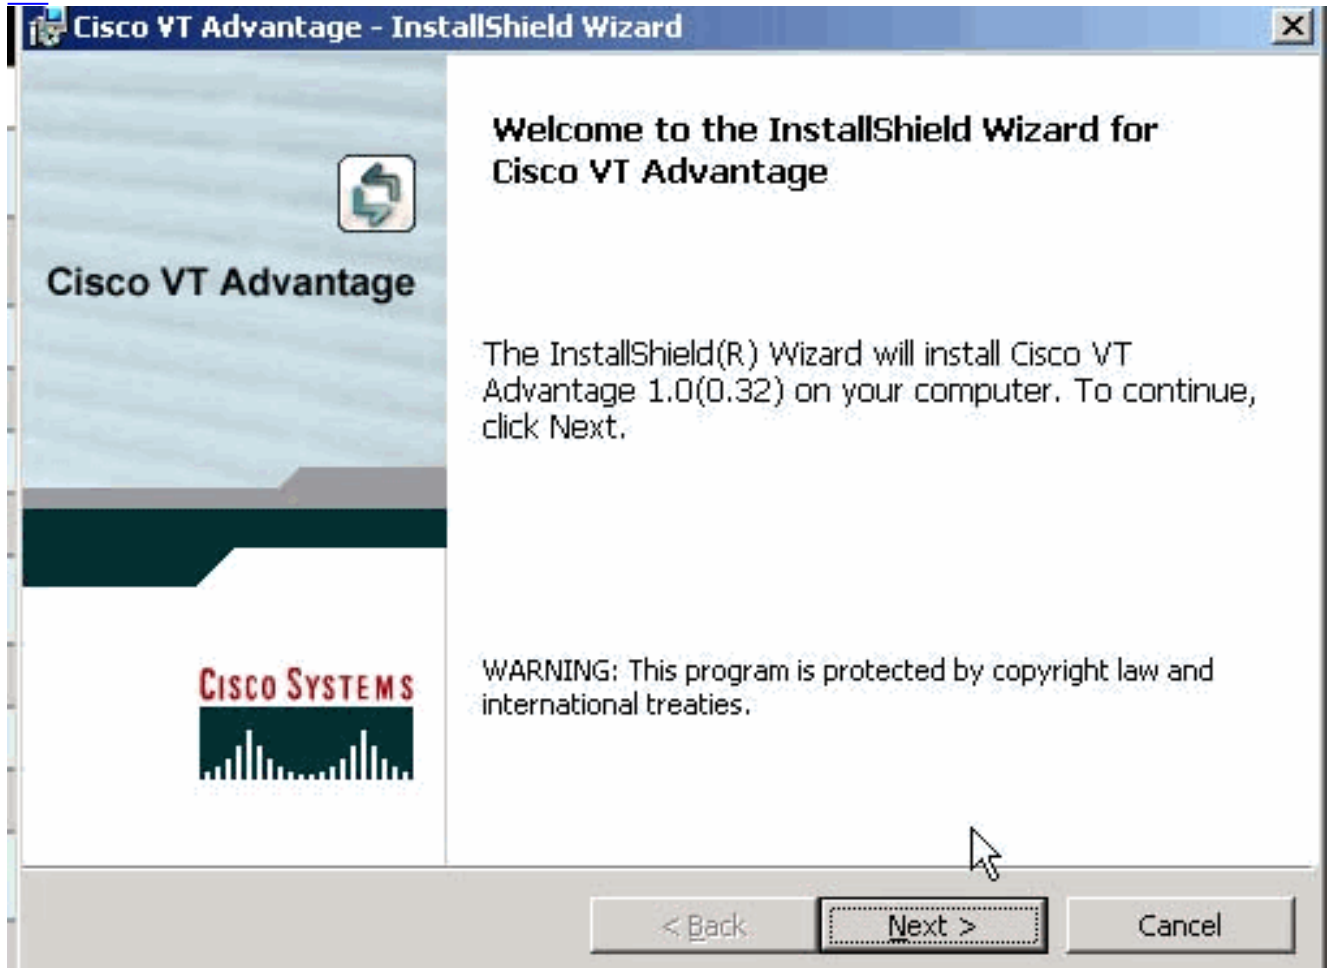 Cisco VT Advantage - InstallShield Wizard
Welcome to the InstallShield Wizard for
Cisco VT Advantage
Cisco VT Advantage
The InstallShield(R) Wizard will install Cisco VT
Advantage 1.0(0.32) on your computer. To continue,
click Next.
CISCO SYSTEMS
WARNING: This program is protected by copyright law and
international treaties.
< Back
Next >
Cancel